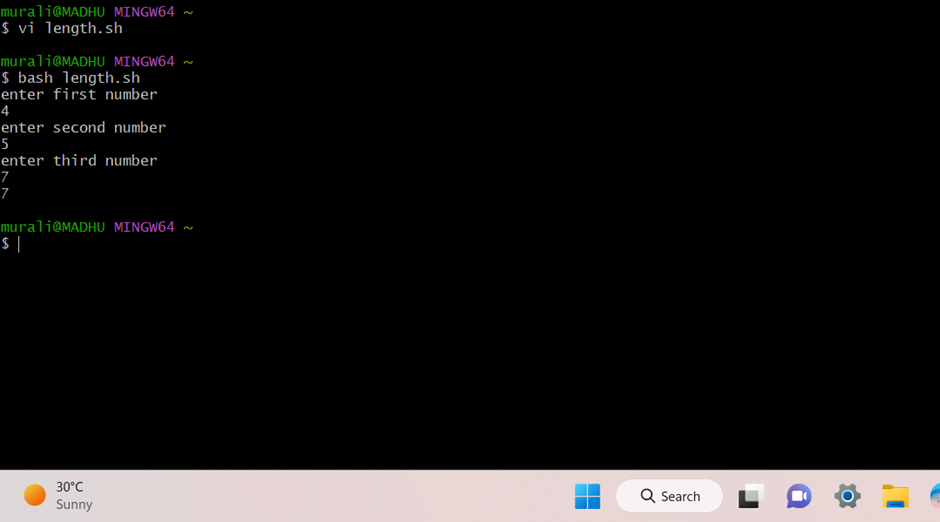 murali@MADHU MINGW64 ~
$ vi length.sh
murali@MADHU MINGW64 ~
$ bash length.sh
enter first number
4
enter second number
5
enter third number
7
7
murali@MADHU MINGW64 ~
$
30°C
Sunny
Search